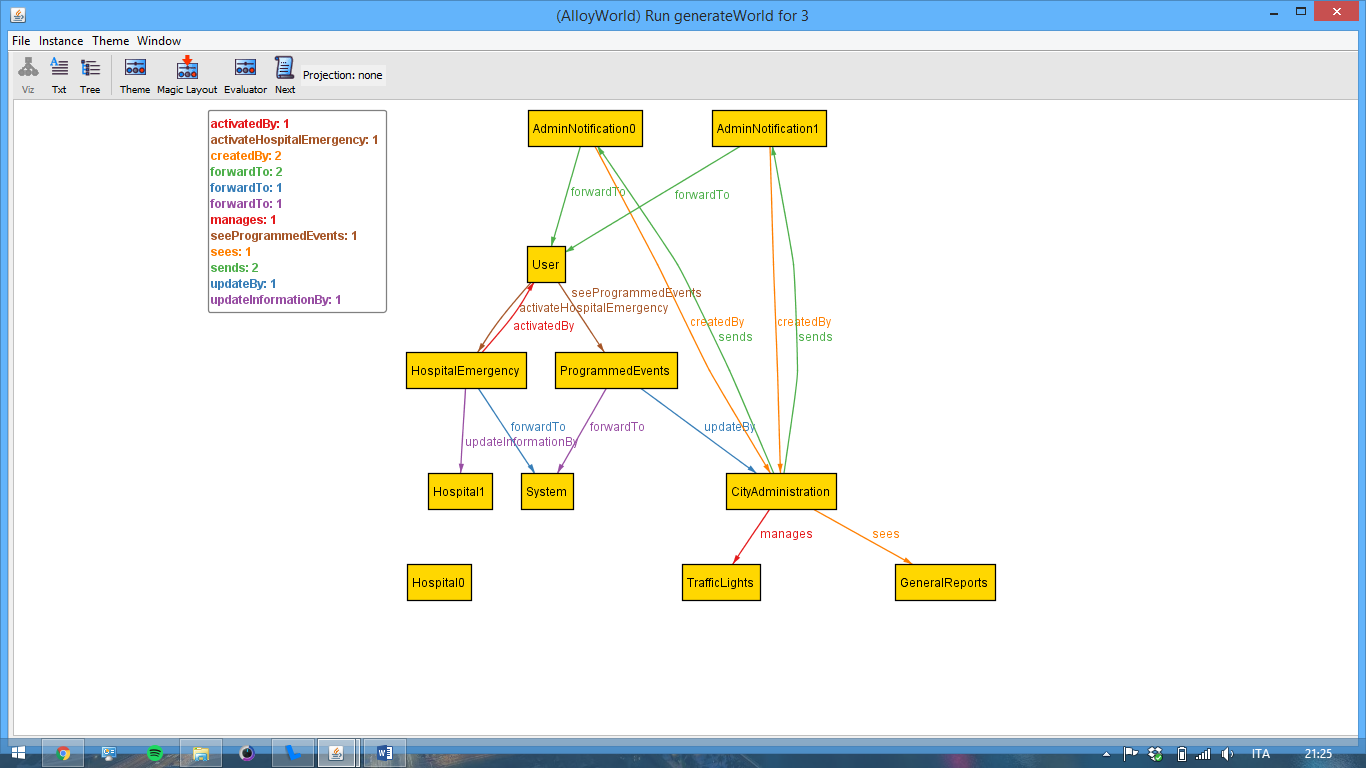 (AlloyWorld) Run generateWorld for 3
File Instance Theme Window
Viz Txt Tree Theme Magic Layout Evaluator Next Projection: none
activatedBy: 1
activateHospitalEmergency: 1
createdBy: 2
forwardTo: 2
forwardTo: 1
forwardTo: 1
manages: 1
seeProgrammedEvents: 1
sees: 1
sends: 2
updateBy: 1
updateInformationBy: 1
AdminNotification0 AdminNotification1
forwardTo forwardTo
User
seeProgrammedEvents
activateHospitalEmergency
activatedBy
createdBy createdBy
sends sends
HospitalEmergency ProgrammedEvents
forwardTo forwardTo updateBy
updateInformationBy
Hospital1 System CityAdministration
manages sees
Hospital0 TrafficLights GeneralReports
ITA 21:25